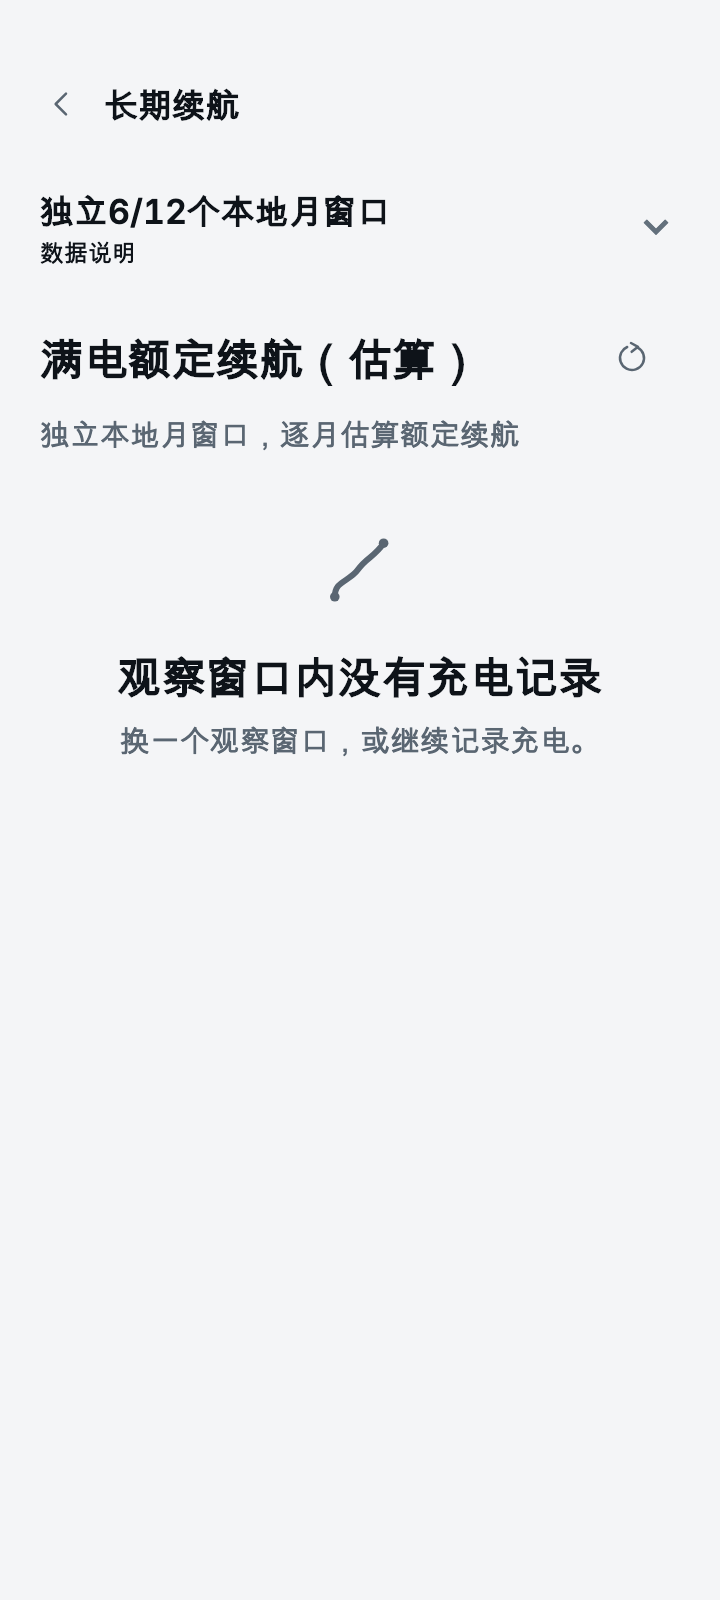 长期续航
独立6/12个本地月窗口
数据说明
满电额定续航（估算）
独立本地月窗口，逐月估算额定续航
观察窗口内没有充电记录
换一个观察窗口，或继续记录充电。